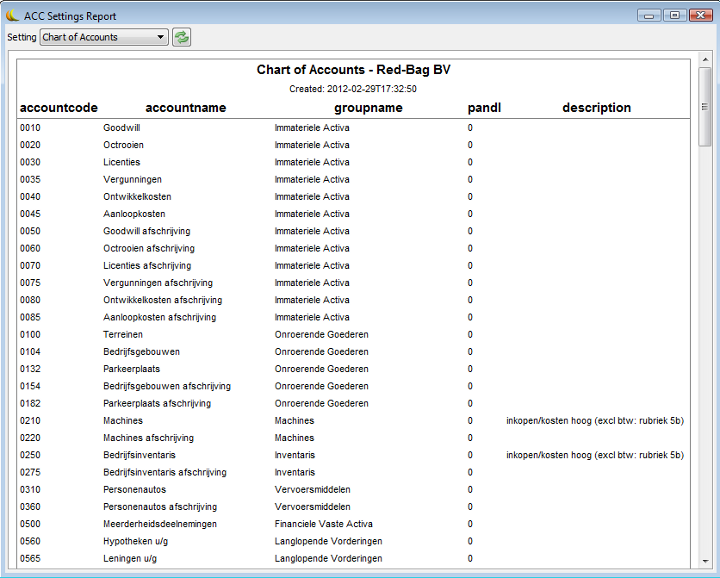 ACC Settings Report
Setting Chart of Accounts
Chart of Accounts - Red-Bag BV
Created: 2012-02-29T17:32:50
accountcode accountname groupname pandl description
0010 Goodwill Immateriele Activa 0
0020 Octrooien Immateriele Activa 0
0030 Licenties Immateriele Activa 0
0035 Vergunningen Immateriele Activa 0
0040 Ontwikkelkosten Immateriele Activa 0
0045 Aanloopkosten Immateriele Activa 0
0050 Goodwill afschrijving Immateriele Activa 0
0060 Octrooien afschrijving Immateriele Activa 0
0070 Licenties afschrijving Immateriele Activa 0
0075 Vergunningen afschrijving Immateriele Activa 0
0080 Ontwikkelkosten afschrijving Immateriele Activa 0
0085 Aanloopkosten afschrijving Immateriele Activa 0
0100 Terreinen Onroerende Goederen 0
0104 Bedrijfsgebouwen Onroerende Goederen 0
0132 Parkeerplaats Onroerende Goederen 0
0154 Bedrijfsgebouwen afschrijving Onroerende Goederen 0
0182 Parkeerplaats afschrijving Onroerende Goederen 0
0210 Machines Machines 0 inkopen/kosten hoog (excl btw: rubriek 5b)
0220 Machines afschrijving Machines 0
0250 Bedrijfsinventaris Inventaris 0 inkopen/kosten hoog (excl btw: rubriek 5b)
0275 Bedrijfsinventaris afschrijving Inventaris 0
0310 Personenautos Vervoersmiddelen 0
0360 Personenautos afschrijving Vervoersmiddelen 0
0500 Meerderheidsdeelnemingen Financiele Vaste Activa 0
0560 Hypotheken u/g Langlopende Vorderingen 0
0565 Leningen u/g Langlopende Vorderingen 0